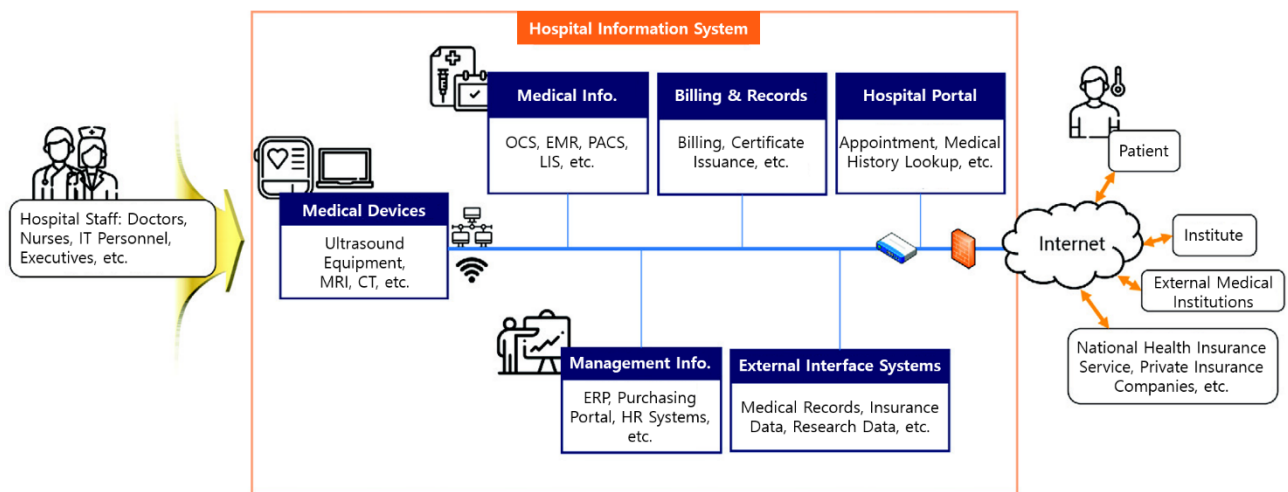 Hospital Information System
Medical Info.
OCS, EMR, PACS,
LIS, etc.
Billing & Records
Billing, Certificate
Issuance, etc.
Hospital Portal
Appointment, Medical
History Lookup, etc.
Patient
Hospital Staff: Doctors,
Nurses, IT Personnel,
Executives, etc.
Medical Devices
Ultrasound
Equipment,
MRI, CT, etc.
Internet
Institute
External Medical
Institutions
National Health Insurance
Service, Private Insurance
Companies, etc.
Management Info.
ERP, Purchasing
Portal, HR Systems,
etc.
External Interface Systems
Medical Records, Insurance
Data, Research Data, etc.